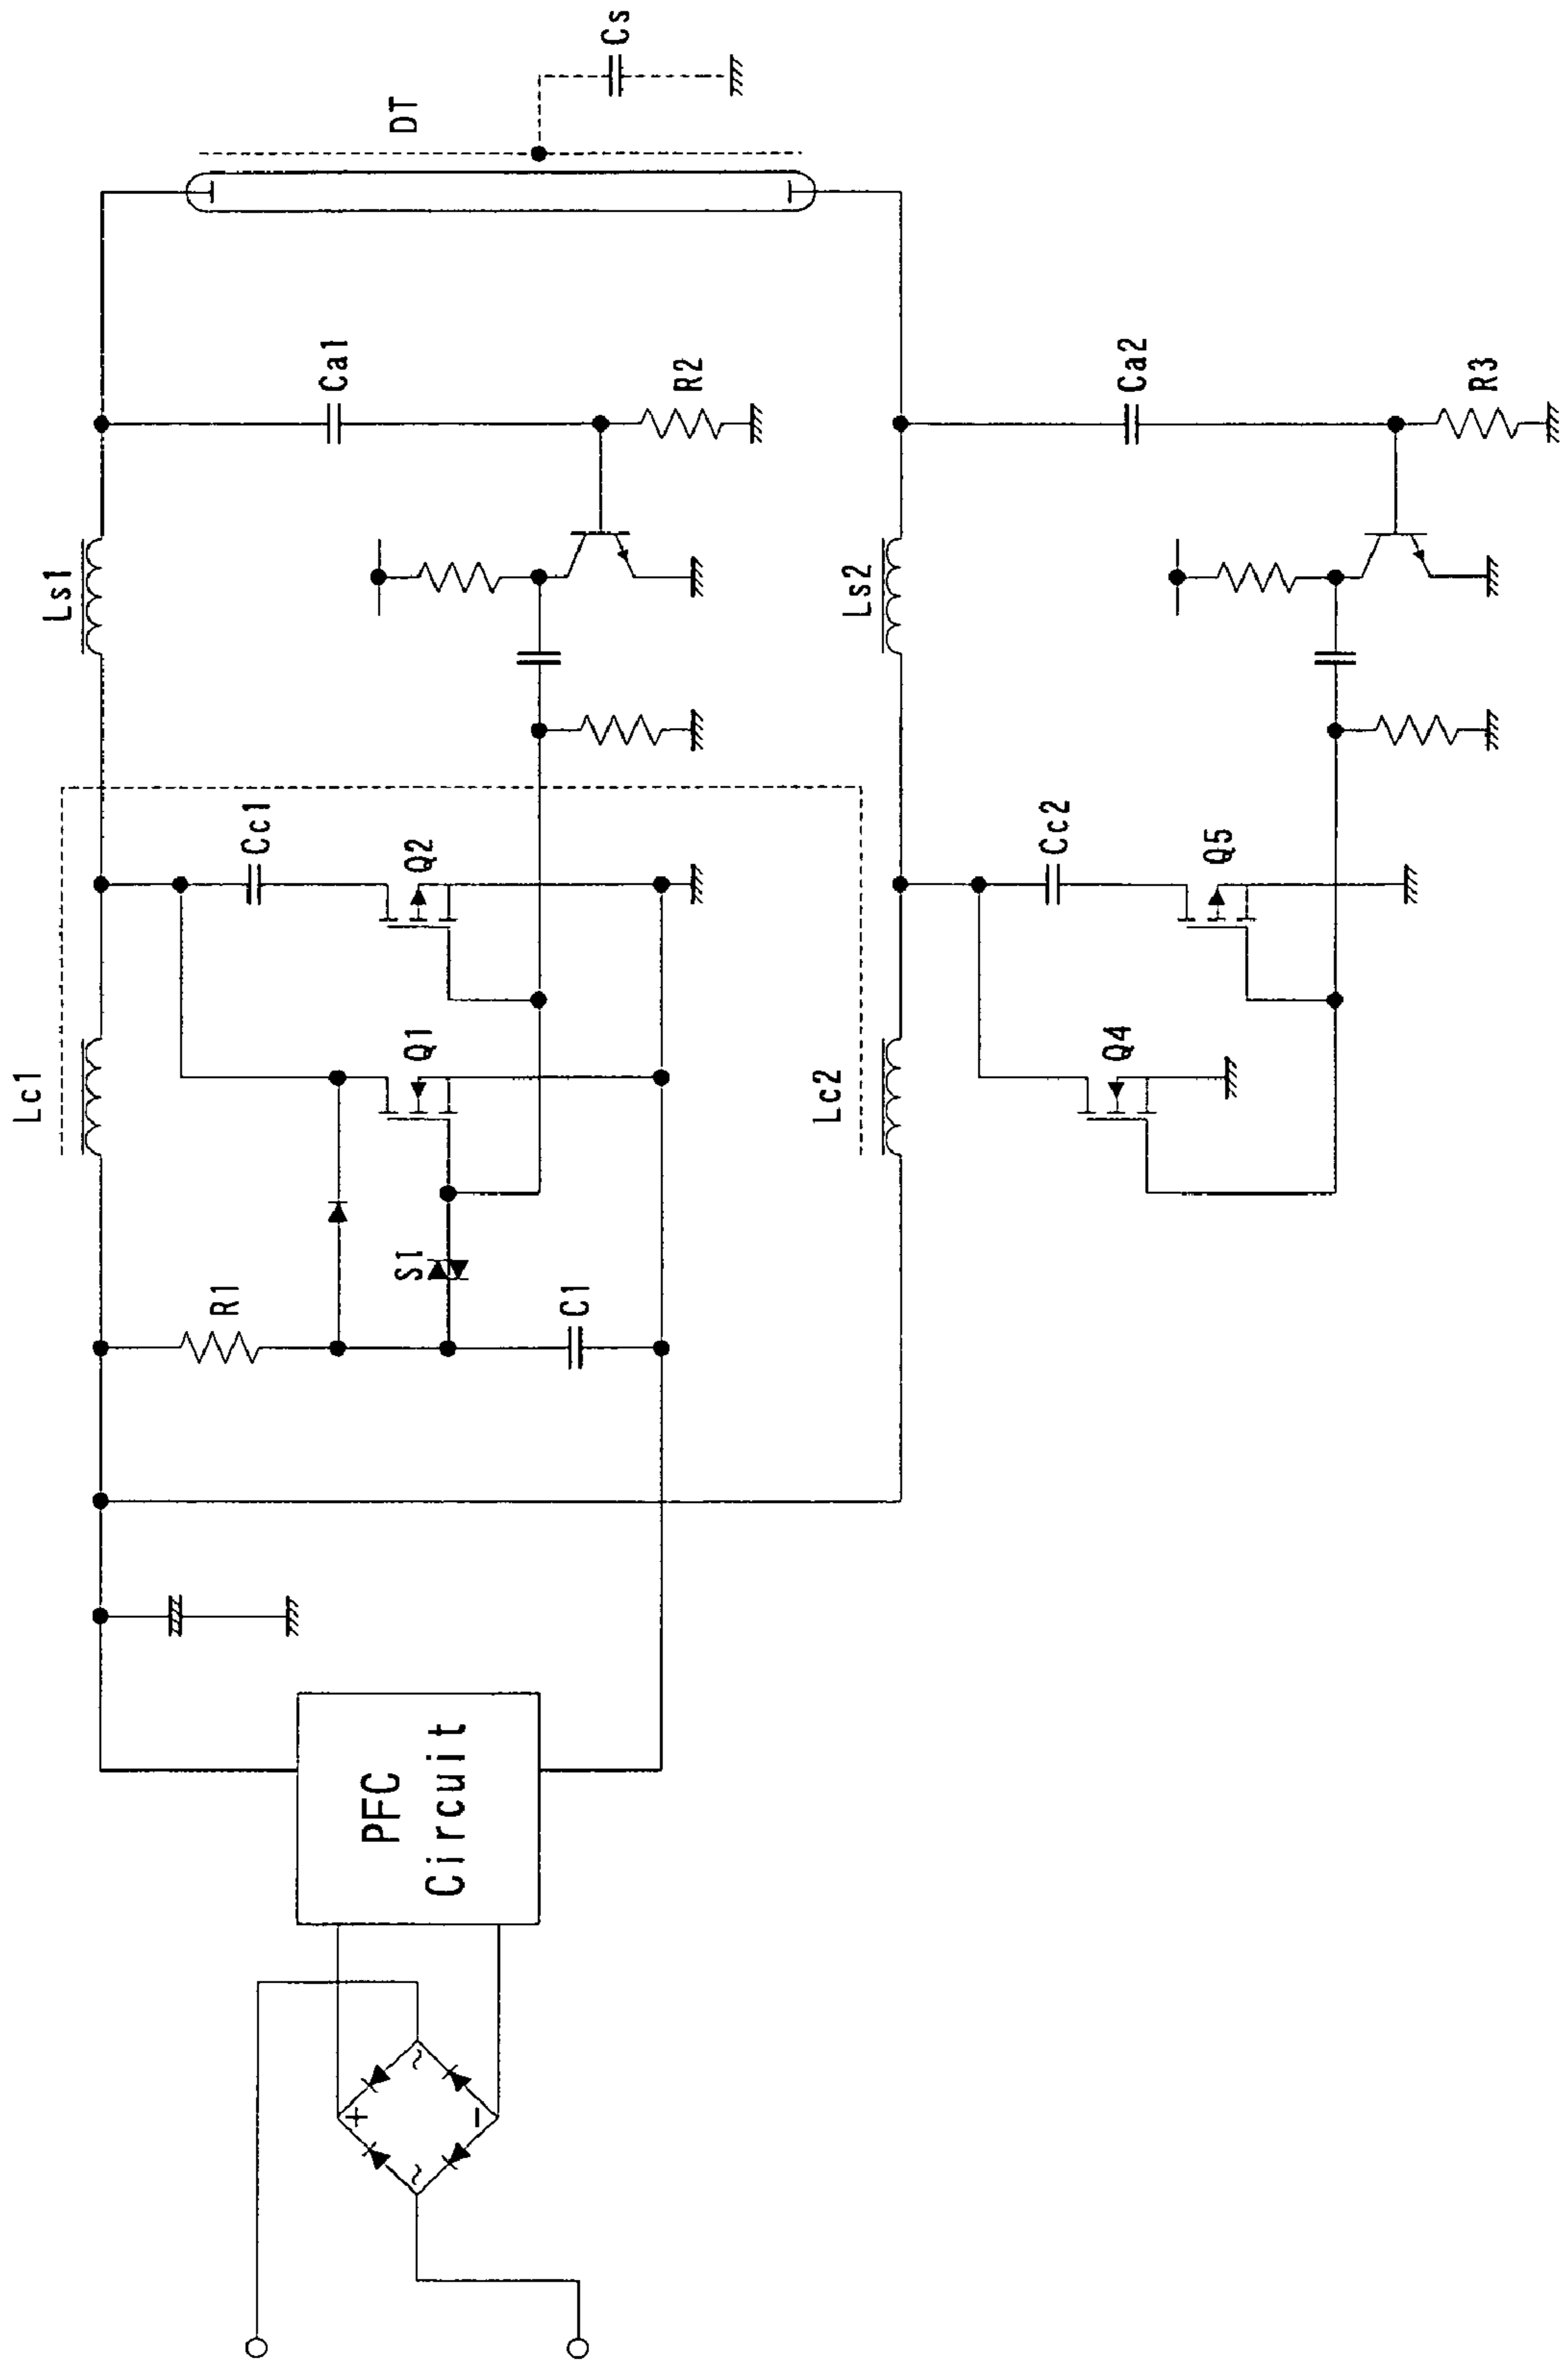 Lc1
Ls1
DT
Cs
R1
S1
C1
Q1
Q2
Cc1
Ca1
R2
PFC
Circuit
+
-
~
~
Lc2
Ls2
Q4
Cc2
Q5
Ca2
R3